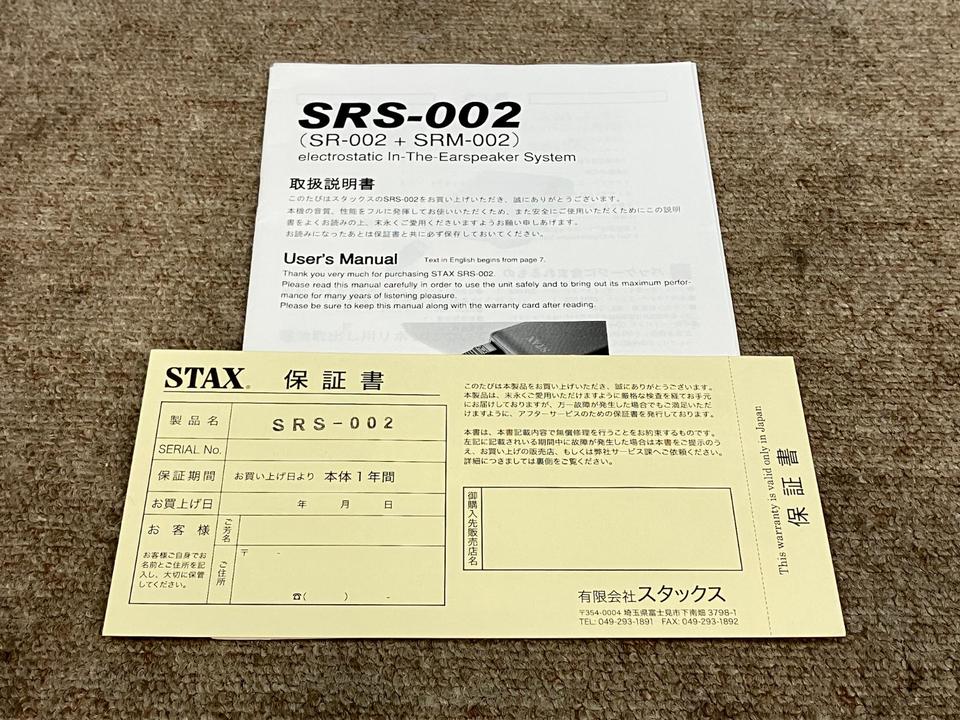 SRS-002
(SR-002 + SRM-002)
electrostatic In-The-Earspeaker System
取扱説明書
このたびはスタックスのSRS-002をお買い上げいただき、誠にありがとうございます。
本機の音質、性能をフルに発揮してお使いいただくため、また安全にご使用いただくためにこの説明
書をよくお読みの上、末永くご愛用くださいますようお願い申しあげます。
お読みになったあとは保証書と共に必ず保存しておいてください。
User's Manual Text in English begins from page 7.
Thank you very much for purchasing STAX SRS-002.
Please read this manual carefully in order to use the unit safely and to bring out its maximum perfor-
mance for many years of listening pleasure.
Please be sure to keep this manual along with the warranty card after reading.
STAX
STAX® 保証書
製品名 SRS-002
SERIAL No.
保証期間 お買い上げ日より 本体1年間
お買上げ日 年 月 日
お客様 ご芳名
お客様ご自身でお
名前とご住所を記
入し、大切に保管
してください。
ご住所
〒 -
☎( ) -
このたびは本製品をお買い上げいただき、誠にありがとうございます。
本製品は、末永くご愛用いただけますように厳格な検査を経てお手元
にお届けしておりますが、万一故障が発生した場合でもご満足いただ
けますように、アフターサービスのための保証書を発行しております。
本書は、本書記載内容で無償修理を行うことをお約束するものです。
左記に記載されいる期間中に故障が発生した場合は本書をご提示のう
え、お買い上げの販売店、もしくは弊社サービス課へご依頼ください。
詳細につきましては裏側をご覧ください。
御購入先販売店名
有限会社スタックス
〒354-0004 埼玉県富士見市下南畑 3798-1
TEL: 049-293-1891 FAX: 049-293-1892
This warranty is valid only in Japan
保証書